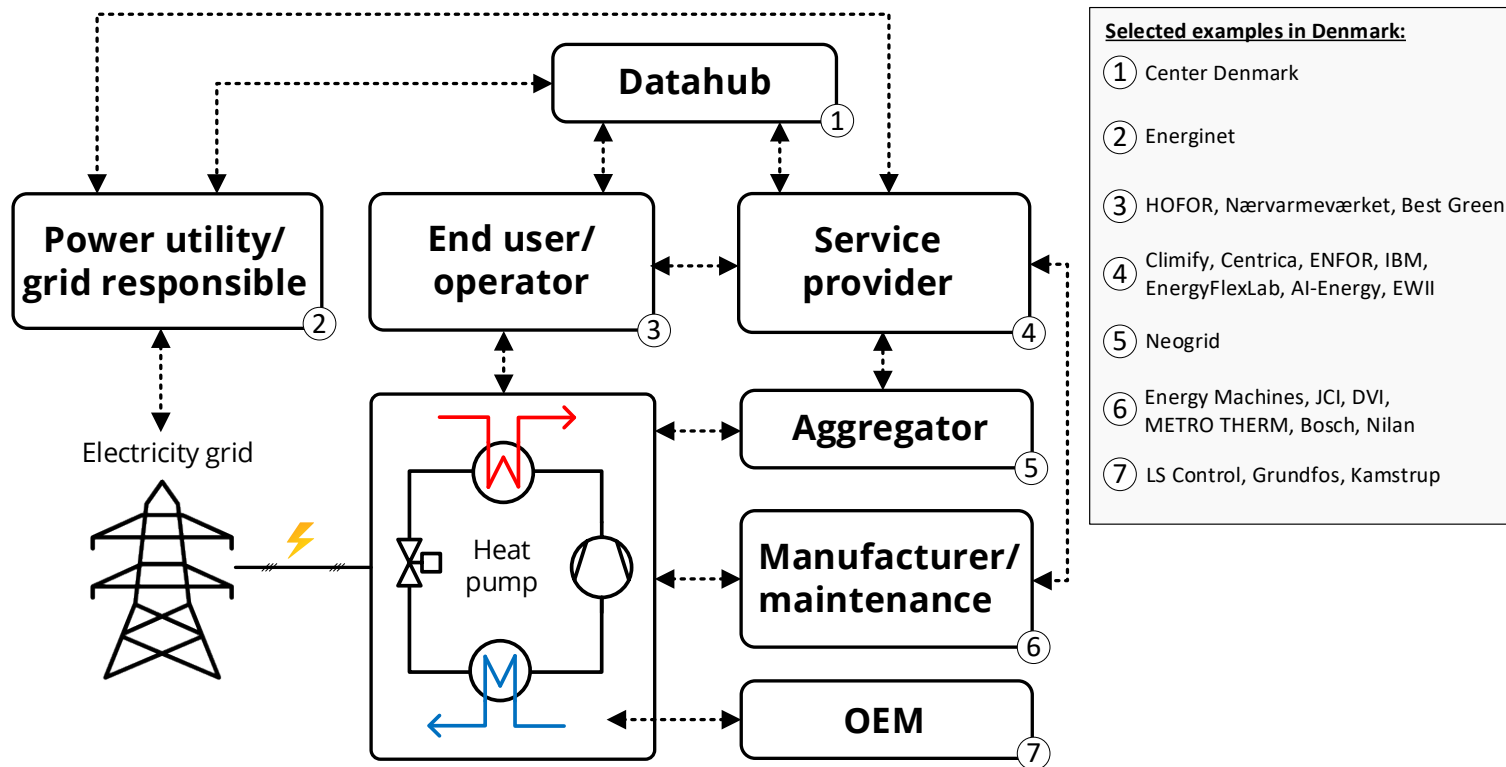 Datahub
1
Power utility/
grid responsible
2
End user/
operator
3
Service
provider
4
Electricity grid
Heat
pump
Aggregator
5
Manufacturer/
maintenance
6
OEM
7
Selected examples in Denmark:
1 Center Denmark
2 Energinet
3 HOFOR, Nærvarmeværket, Best Green
4 Climify, Centrica, ENFOR, IBM,
EnergyFlexLab, AI-Energy, EWII
5 Neogrid
6 Energy Machines, JCI, DVI,
METRO THERM, Bosch, Nilan
7 LS Control, Grundfos, Kamstrup